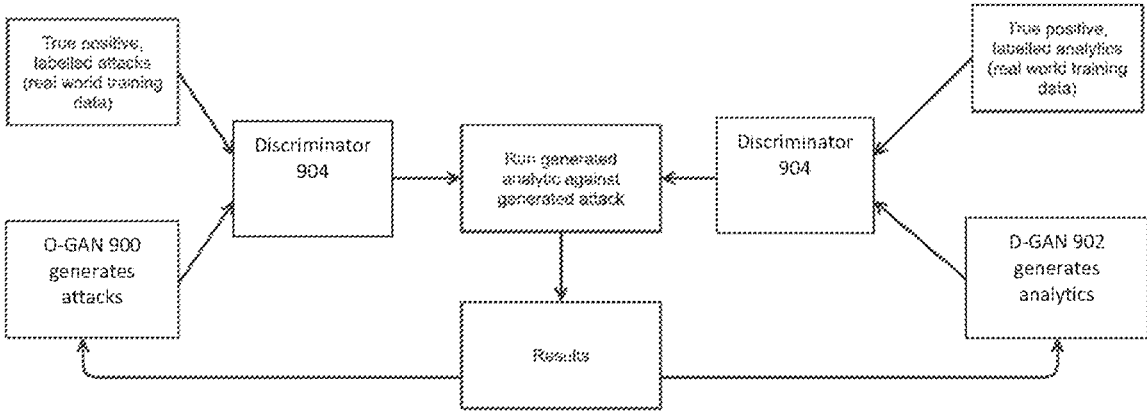 True positive,
labelled attacks
(real world training
data)
True positive,
labelled analytics
(real world training
data)
Discriminator
904
Run generated
analytic against
generated attack
Discriminator
904
O-GAN 900
generates
attacks
D-GAN 902
generates
analytics
Results